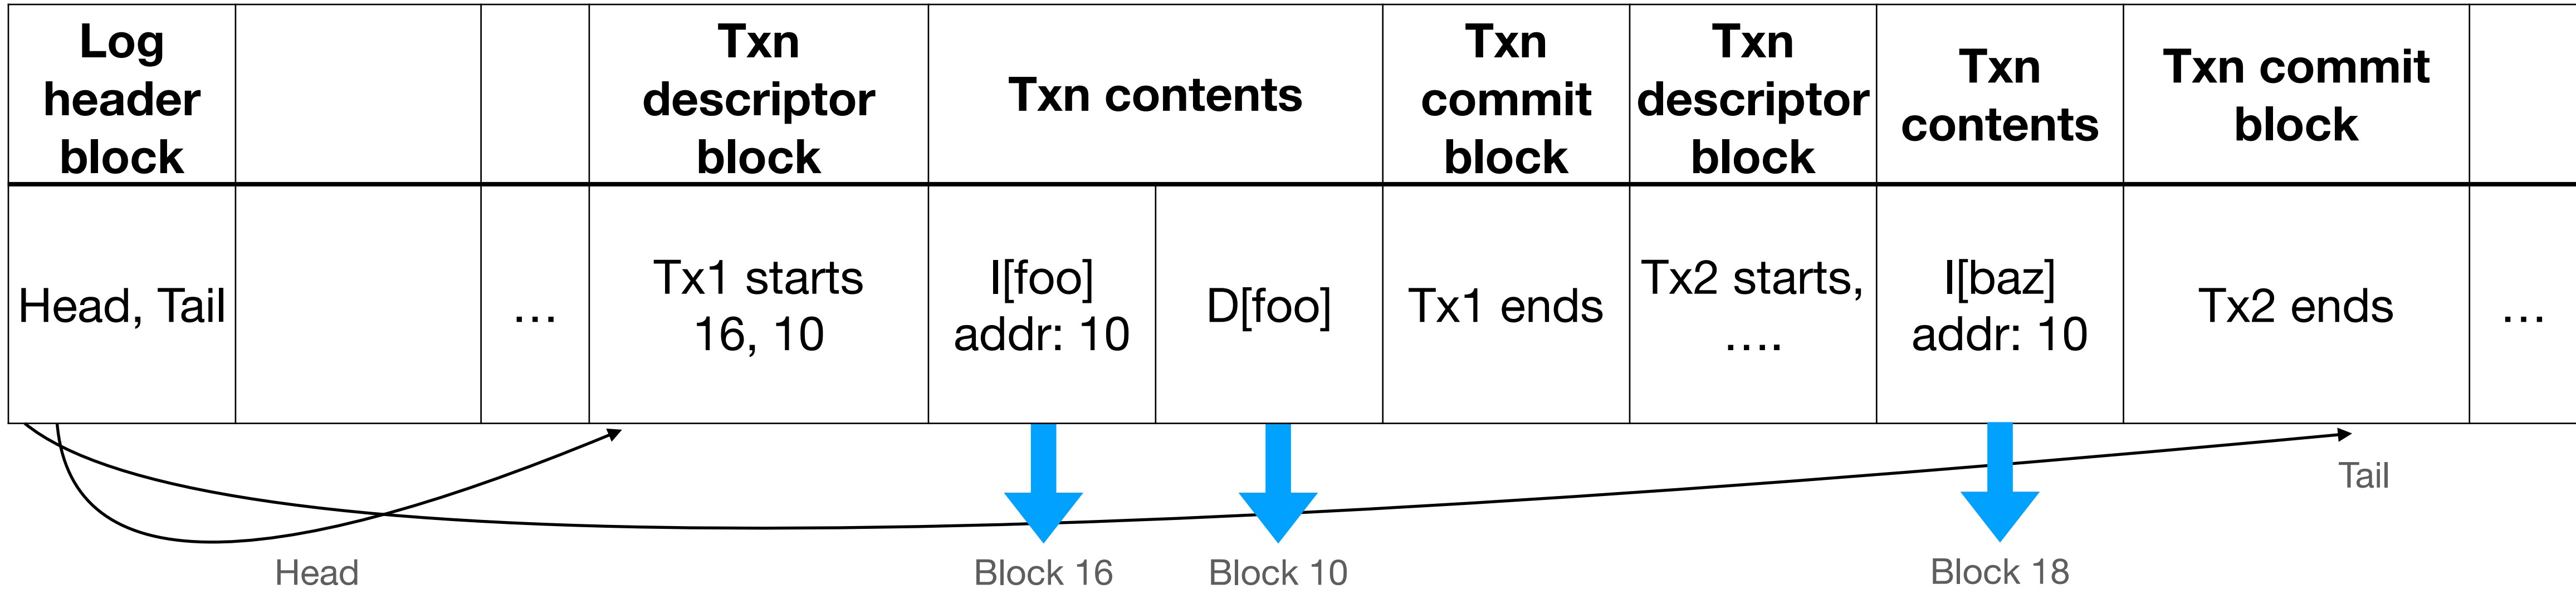 Log
header
block
Txn
descriptor
block
Txn contents
Txn
commit
block
Txn
descriptor
block
Txn
contents
Txn commit
block
Head, Tail
...
Tx1 starts
16, 10
I[foo]
addr: 10
D[foo]
Tx1 ends
Tx2 starts,
....
I[baz]
addr: 10
Tx2 ends
...
Tail
Head
Block 16
Block 10
Block 18